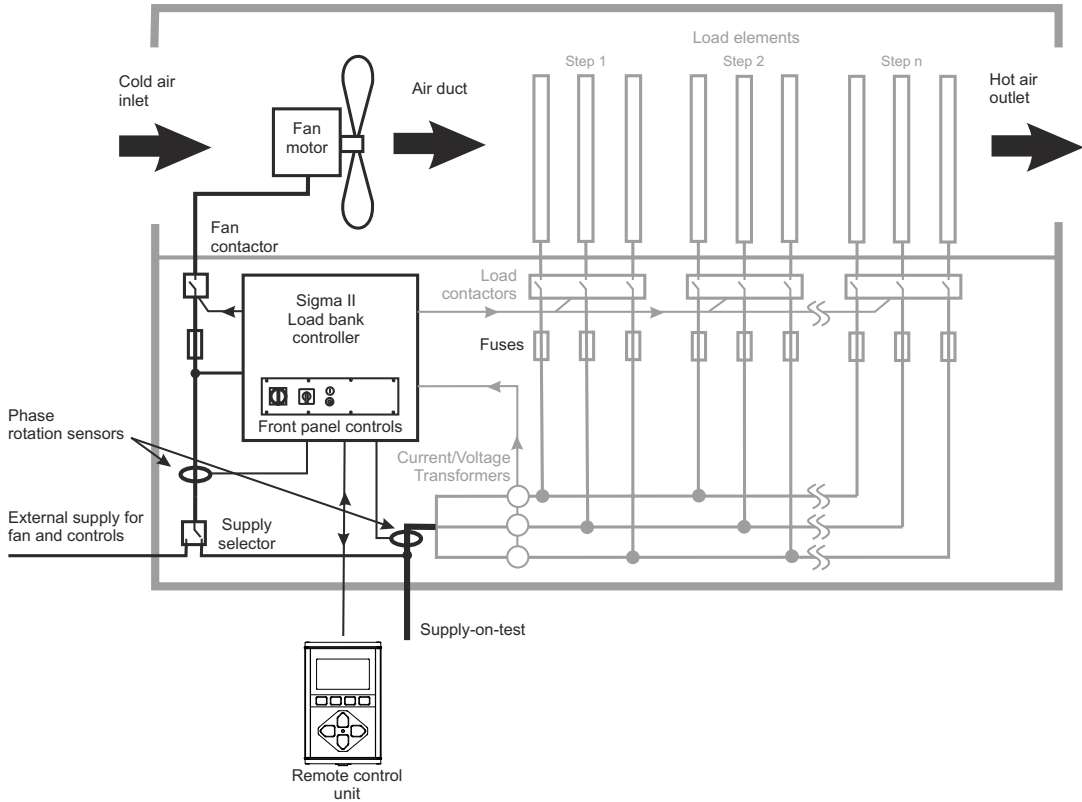 Load elements
Step 1
Step 2
Step n
Cold air
inlet
Air duct
Hot air
outlet
Fan
motor
Fan
contactor
Sigma II
Load bank
controller
Load
contactors
Fuses
Front panel controls
Phase
rotation sensors
Current/Voltage
Transformers
External supply for
fan and controls
Supply
selector
Supply-on-test
Remote control
unit